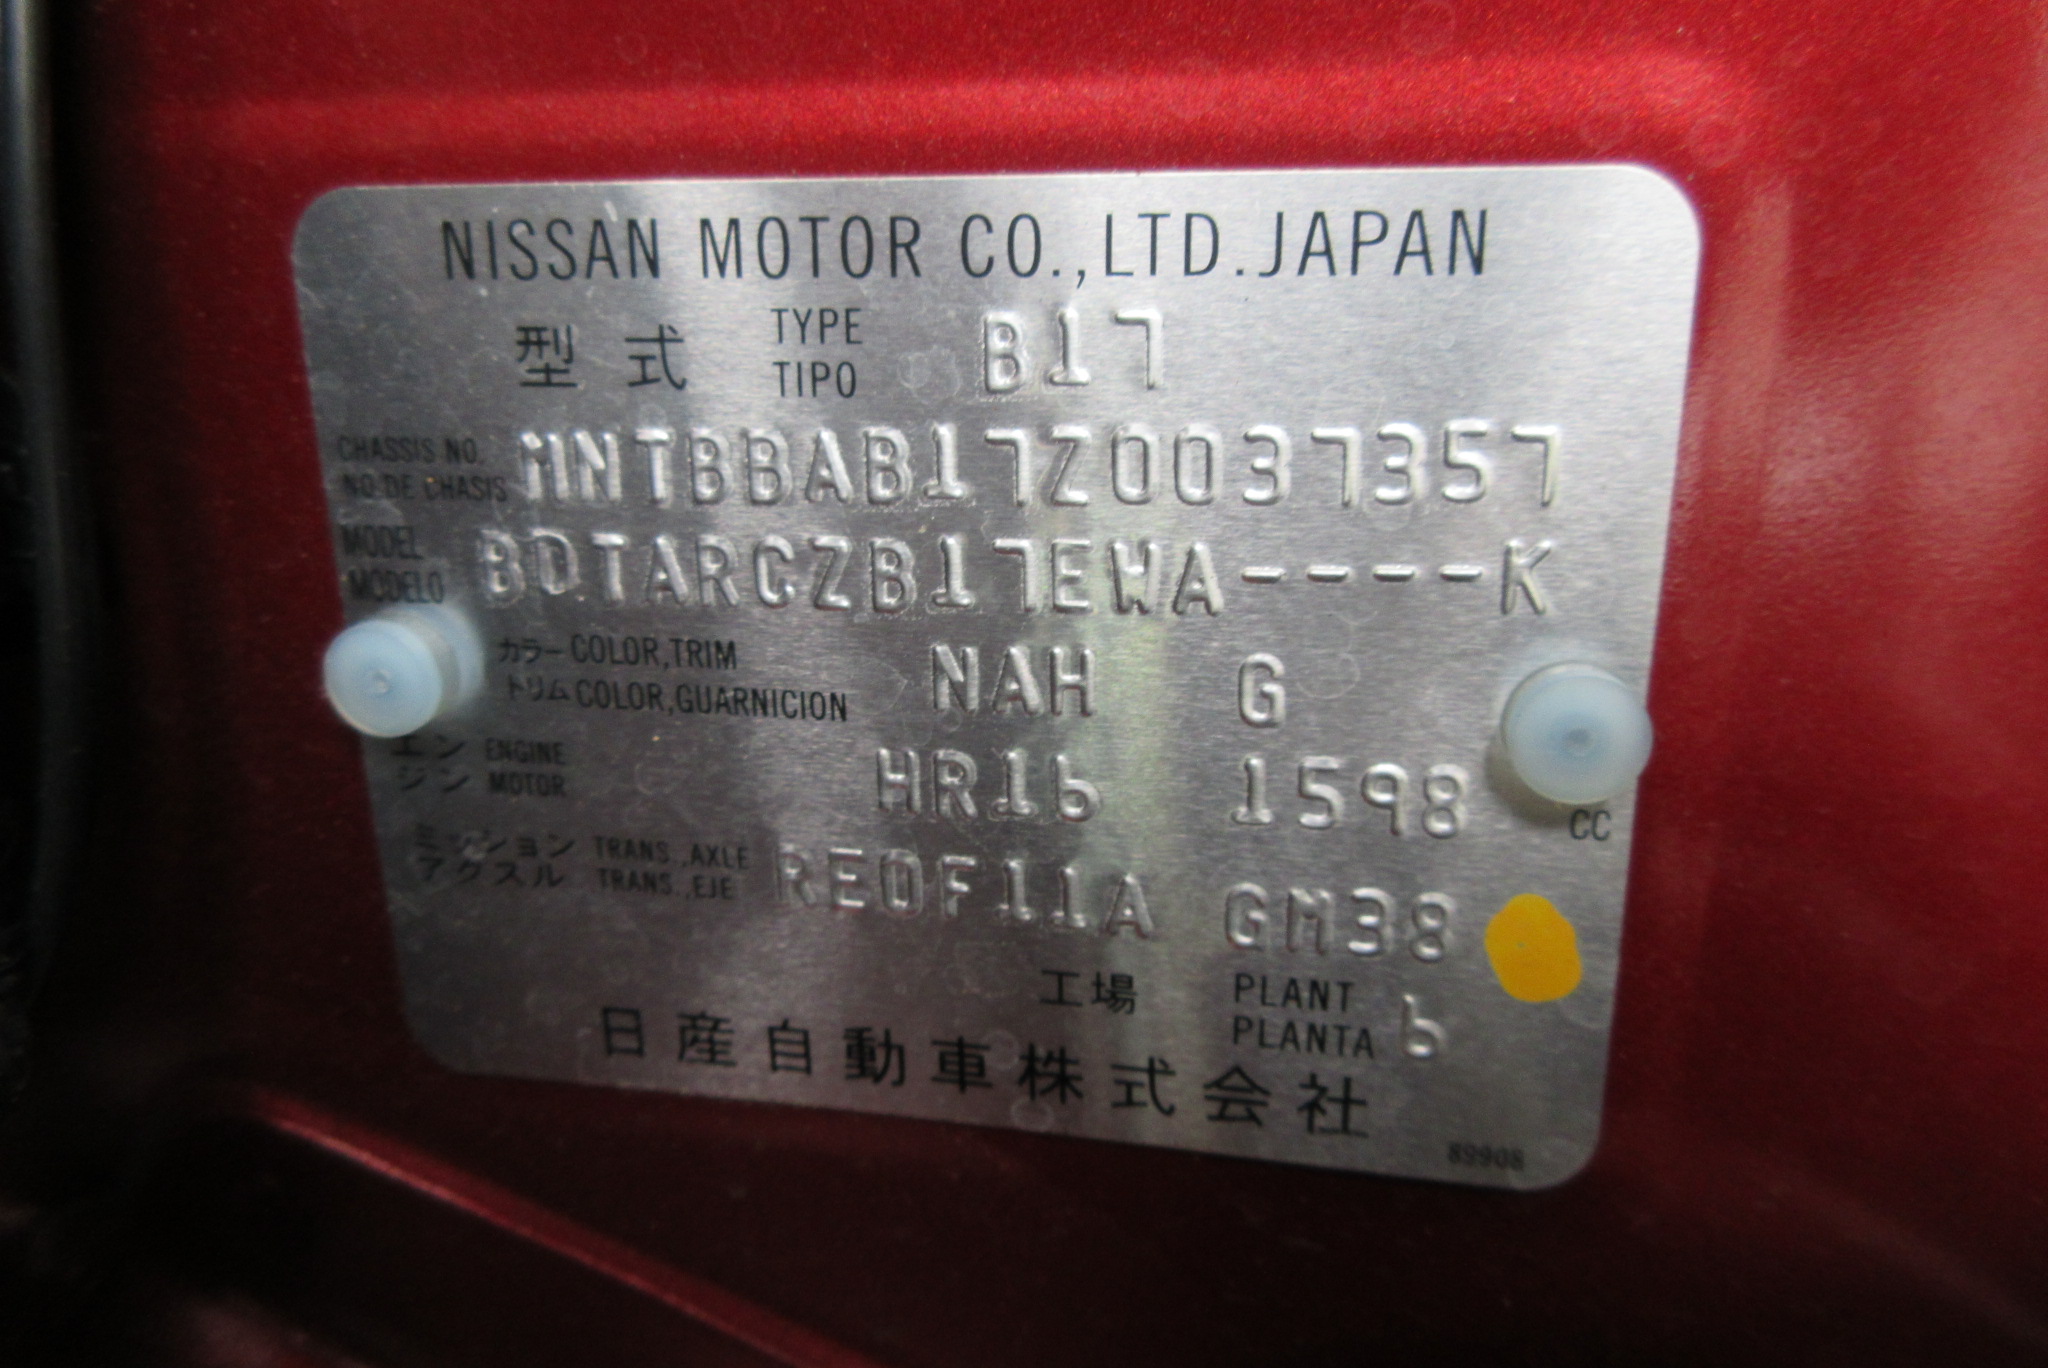 NISSAN MOTOR CO.,LTD.JAPAN
型式 TYPE B17
TIPO
CHASSIS NO. MNTBBAB17Z0037357
NO.DE CHASIS
MODEL BDTARCZB17EWA----K
MODELO
カラー COLOR,TRIM NAH G
トリム COLOR,GUARNICION
エン ENGINE HR16 1598
ジン MOTOR CC
ミッション TRANS.,AXLE RE0F11A GM38
アクスル TRANS.,EJE
工場 PLANT 6
PLANTA
日産自動車株式会社
89908